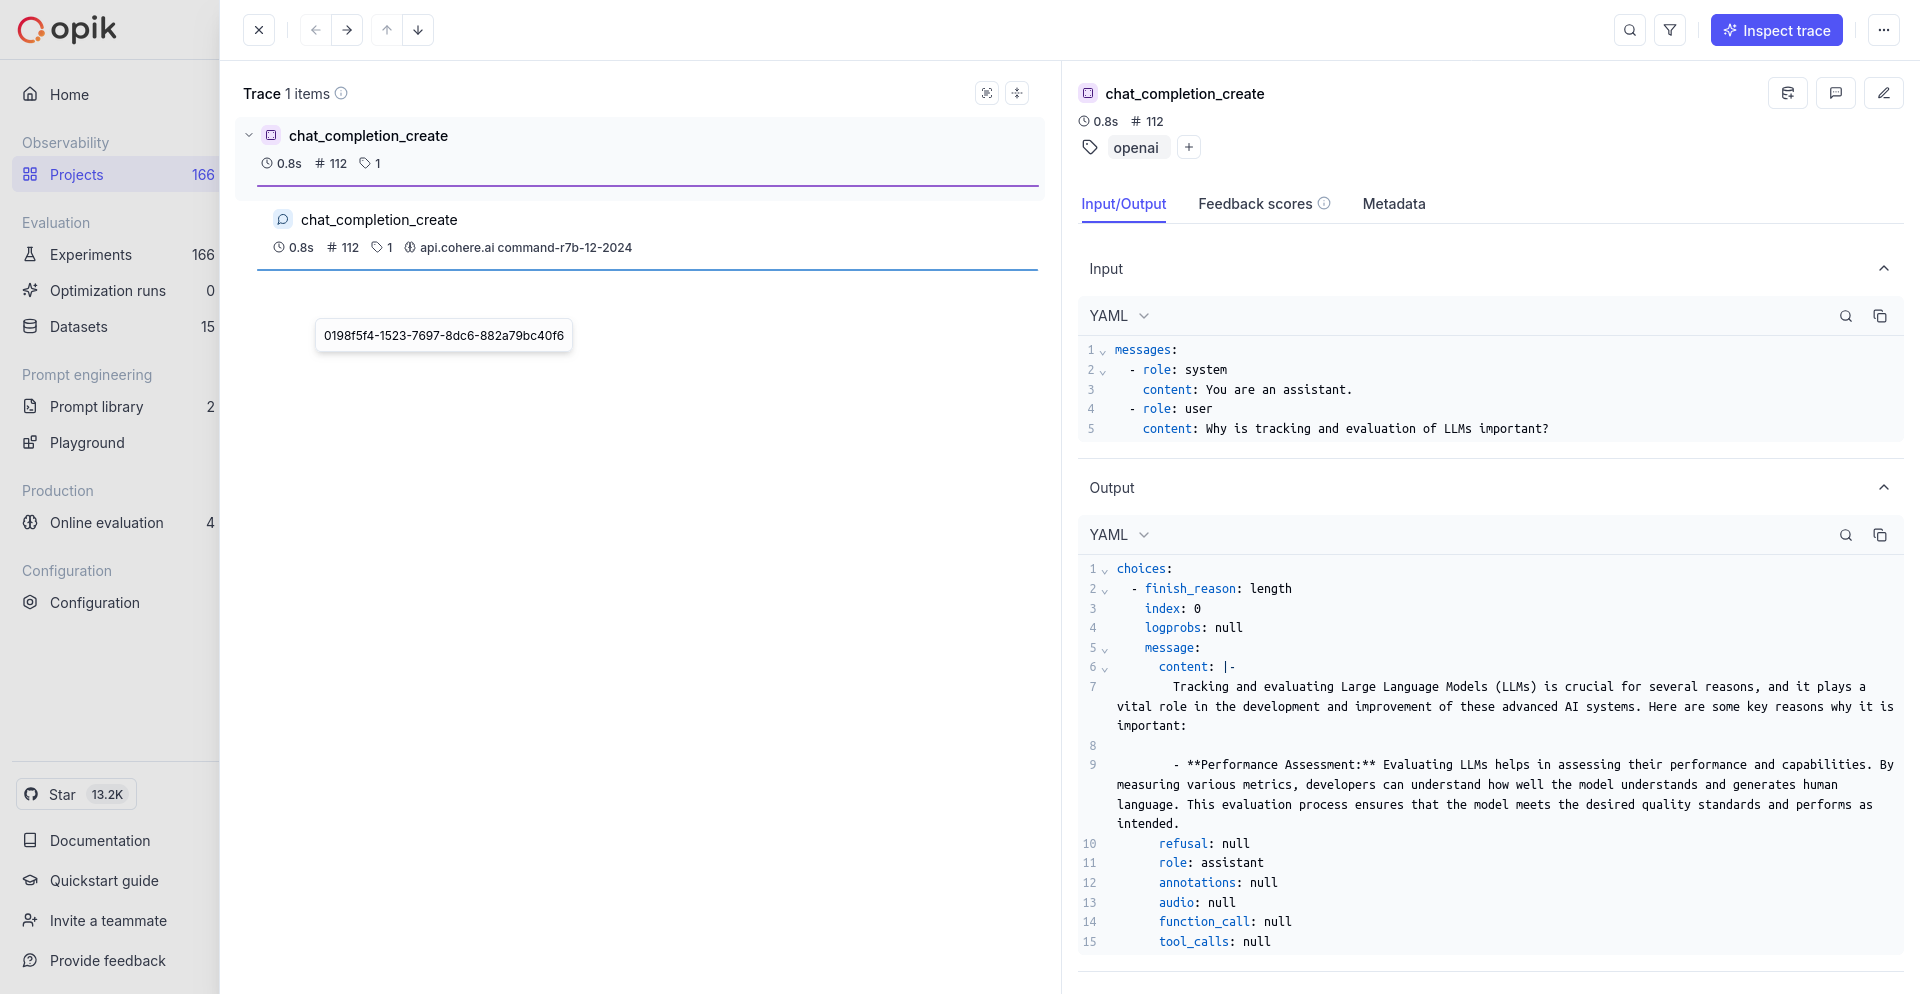 opik
Inspect trace
Home
Observability
Projects 166
Evaluation
Experiments 166
Optimization runs 0
Datasets 15
Prompt engineering
Prompt library 2
Playground
Production
Online evaluation 4
Configuration
Configuration
Star 13.2K
Documentation
Quickstart guide
Invite a teammate
Provide feedback
Trace 1 items
chat_completion_create
0.8s # 112 1
chat_completion_create
0.8s # 112 1 api.cohere.ai command-r7b-12-2024
0198f5f4-1523-7697-8dc6-882a79bc40f6
chat_completion_create
0.8s # 112
openai +
Input/Output Feedback scores Metadata
Input
YAML
1 messages:
2 - role: system
3 content: You are an assistant.
4 - role: user
5 content: Why is tracking and evaluation of LLMs important?
Output
YAML
1 choices:
2 - finish_reason: length
3 index: 0
4 logprobs: null
5 message:
6 content: |-
7 Tracking and evaluating Large Language Models (LLMs) is crucial for several reasons, and it plays a
vital role in the development and improvement of these advanced AI systems. Here are some key reasons why it is
important:
8
9 - **Performance Assessment:** Evaluating LLMs helps in assessing their performance and capabilities. By
measuring various metrics, developers can understand how well the model understands and generates human
language. This evaluation process ensures that the model meets the desired quality standards and performs as
intended.
10 refusal: null
11 role: assistant
12 annotations: null
13 audio: null
14 function_call: null
15 tool_calls: null